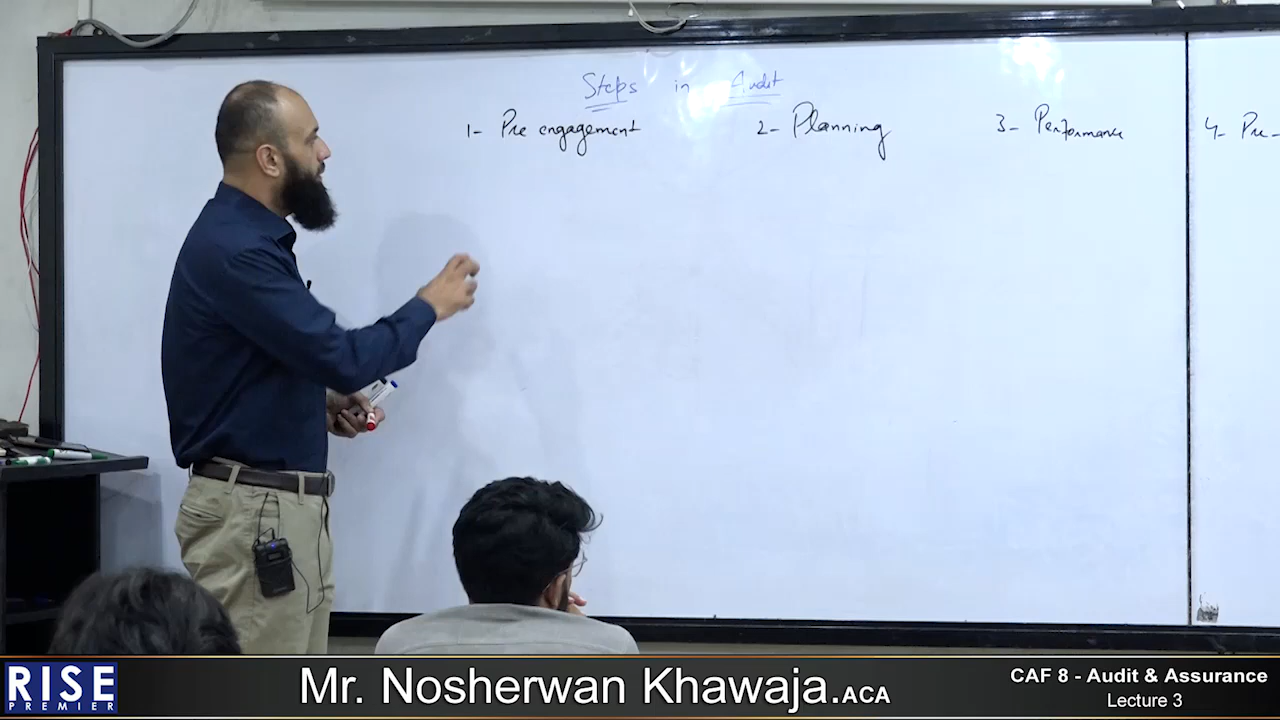 Steps in Audit
1- Pre engagement 2- Planning 3- Performance 4- Pre-
RISE
PREMIER
Mr. Nosherwan Khawaja.ACA
CAF 8 - Audit & Assurance
Lecture 3